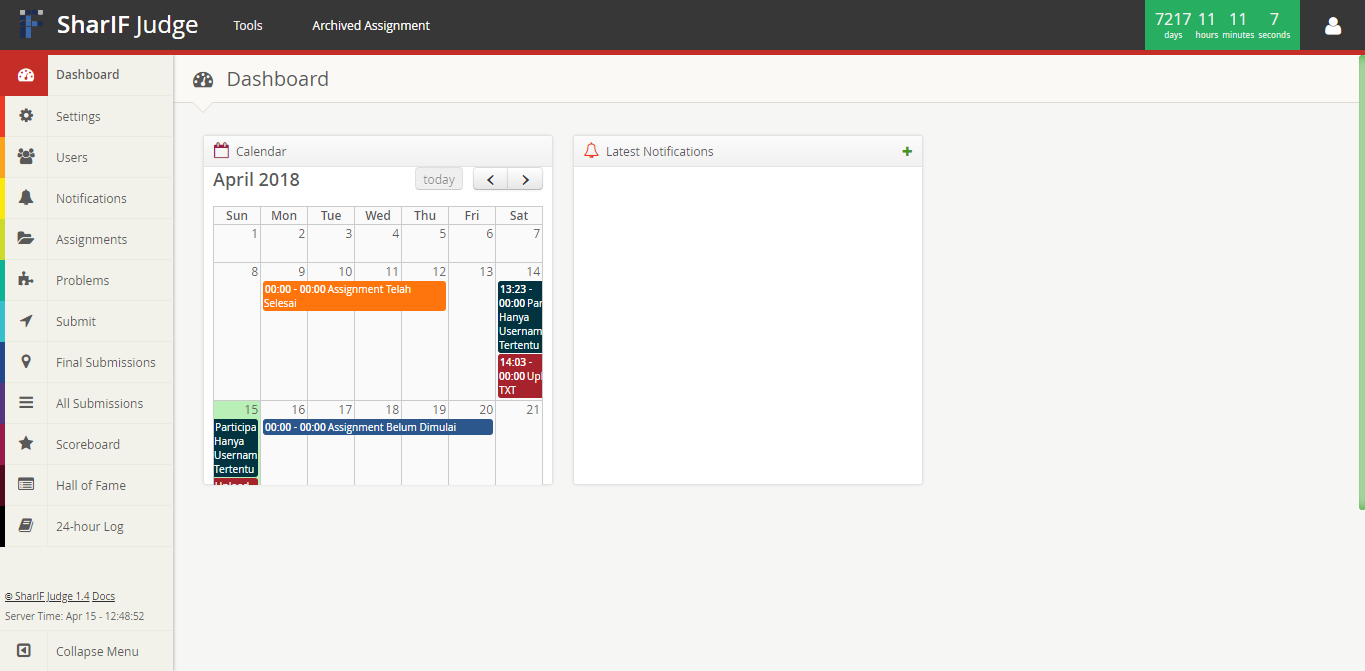 SharIF Judge
Tools
Archived Assignment
7217 11 11 7
days hours minutes seconds
Dashboard
Settings
Users
Notifications
Assignments
Problems
Submit
Final Submissions
All Submissions
Scoreboard
Hall of Fame
24-hour Log
© SharIF Judge 1.4 Docs
Server Time: Apr 15 - 12:48:52
Collapse Menu
Dashboard
Calendar
April 2018
today
Sun Mon Tue Wed Thu Fri Sat
1 2 3 4 5 6 7
8 9 10 11 12 13 14
00:00 - 00:00 Assignment Telah
Selesai
13:23 -
00:00 Par
Hanya
Usernam
Tertentu
14:03 -
00:00 Upl
TXT
15 16 17 18 19 20 21
Participa
Hanya
Usernam
Tertentu
00:00 - 00:00 Assignment Belum Dimulai
Latest Notifications